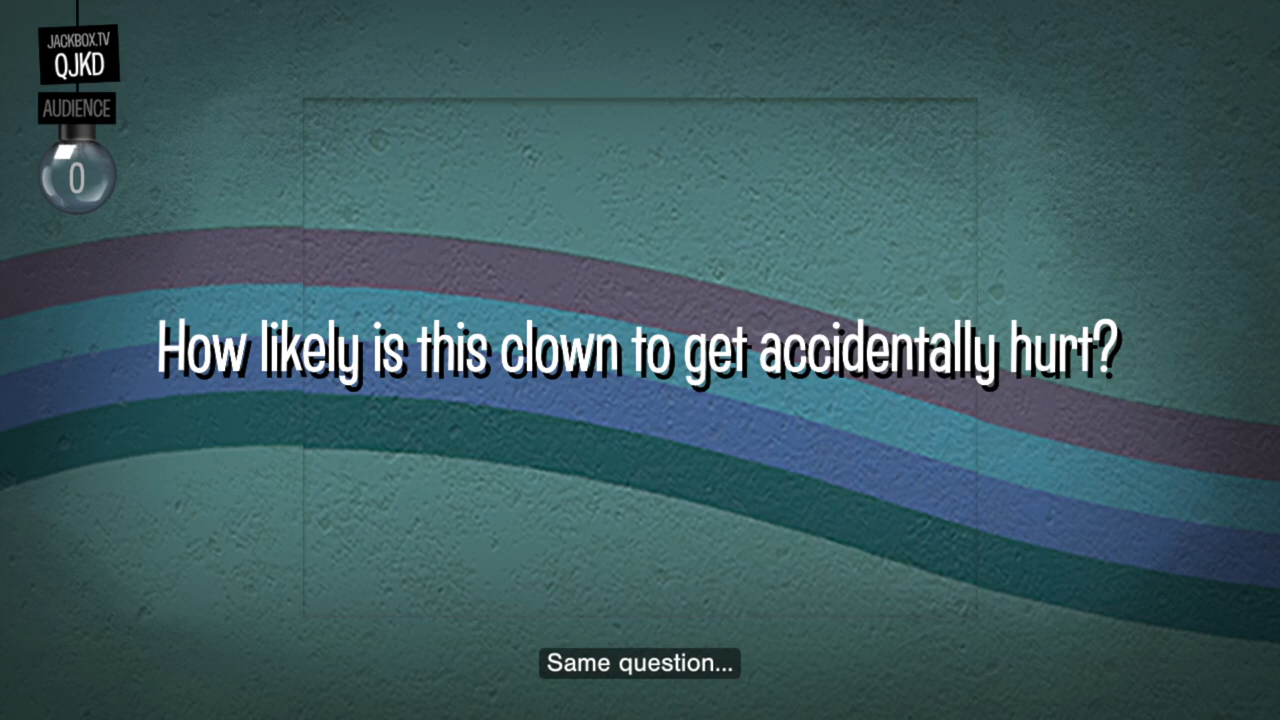 JACKBOX.TV
QJKD
AUDIENCE
0
How likely is this clown to get accidentally hurt?
Same question...